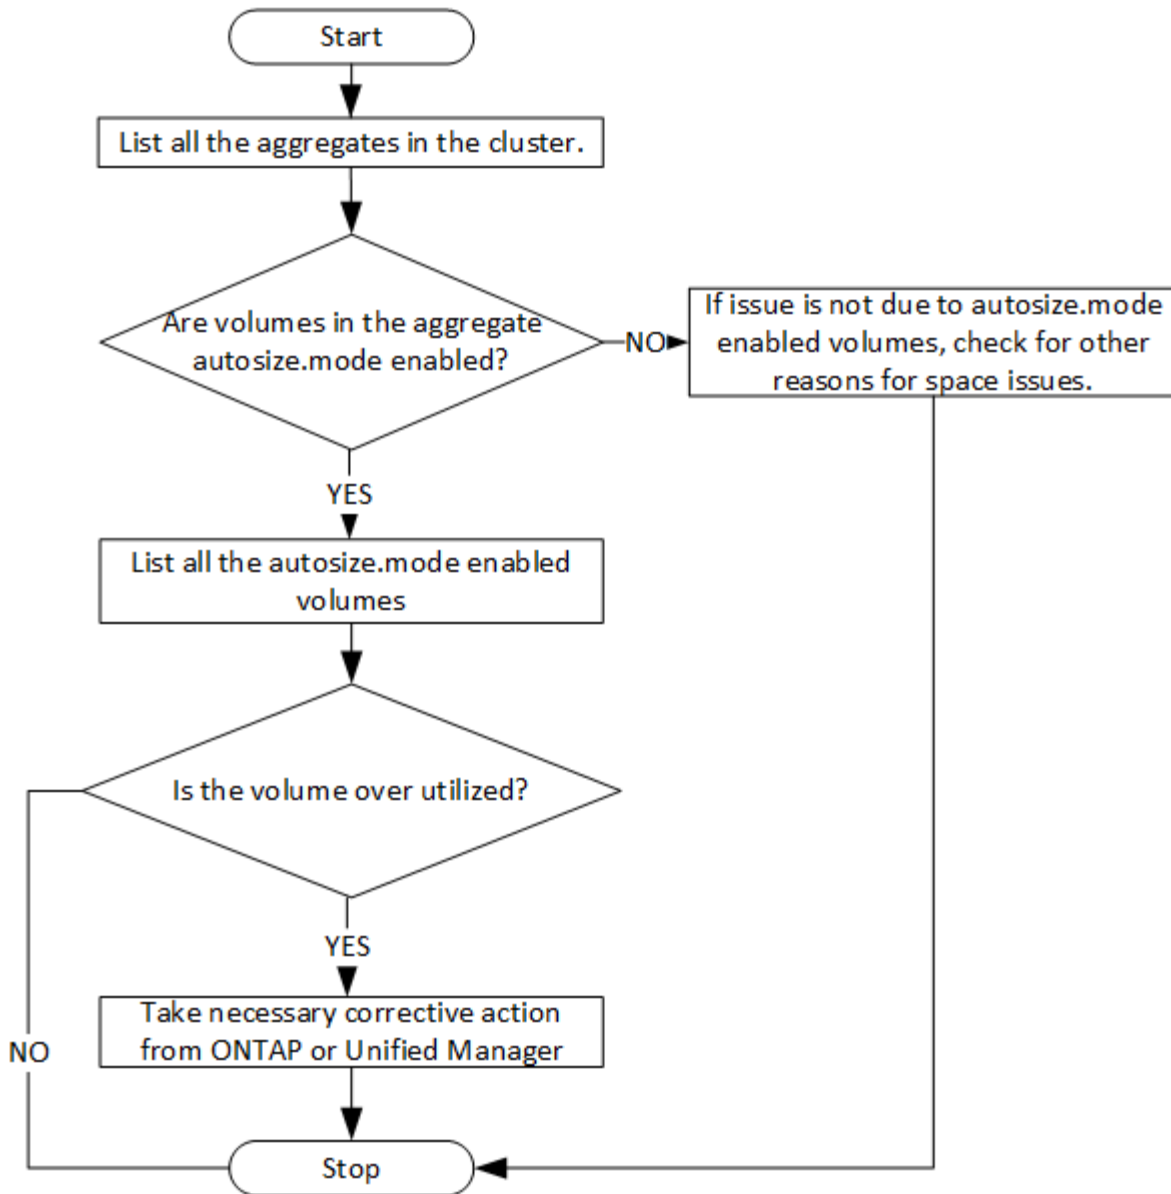 Start
List all the aggregates in the cluster.
Are volumes in the aggregate
autosize.mode enabled?
NO
If issue is not due to autosize.mode
enabled volumes, check for other
reasons for space issues.
YES
List all the autosize.mode enabled
volumes
Is the volume over utilized?
YES
Take necessary corrective action
from ONTAP or Unified Manager
NO
Stop